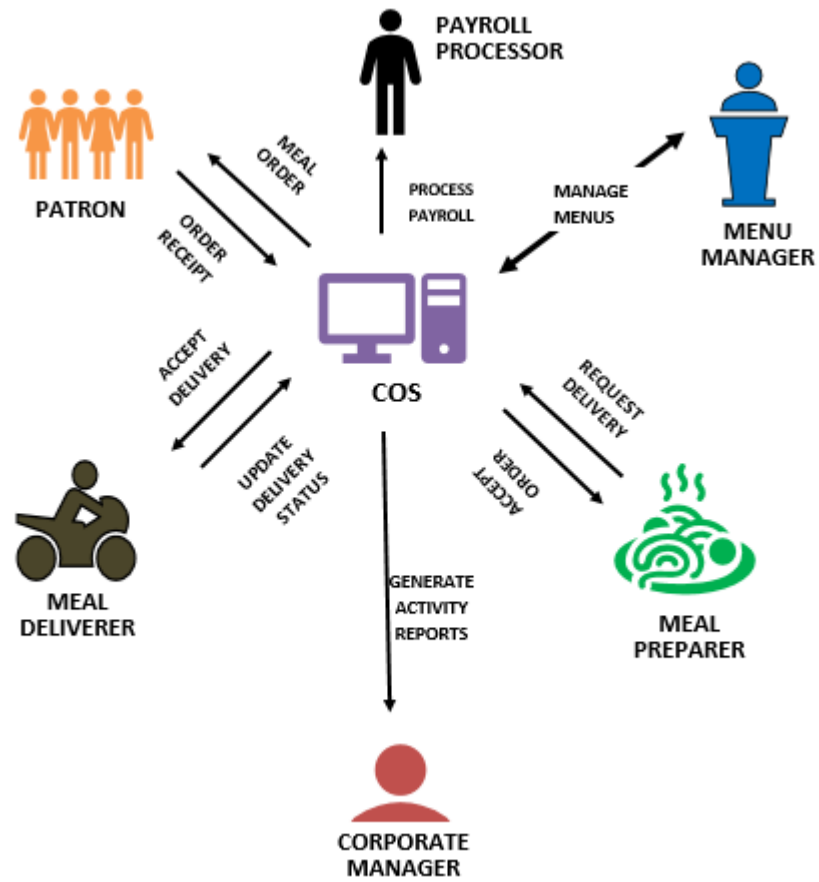 PAYROLL
PROCESSOR
MEAL
ORDER
PATRON
ORDER
RECEIPT
PROCESS
PAYROLL
MANAGE
MENUS
MENU
MANAGER
ACCEPT
DELIVERY
COS
REQUEST
DELIVERY
UPDATE
DELIVERY
STATUS
ACCEPT
ORDER
MEAL
DELIVERER
GENERATE
ACTIVITY
REPORTS
MEAL
PREPARER
CORPORATE
MANAGER